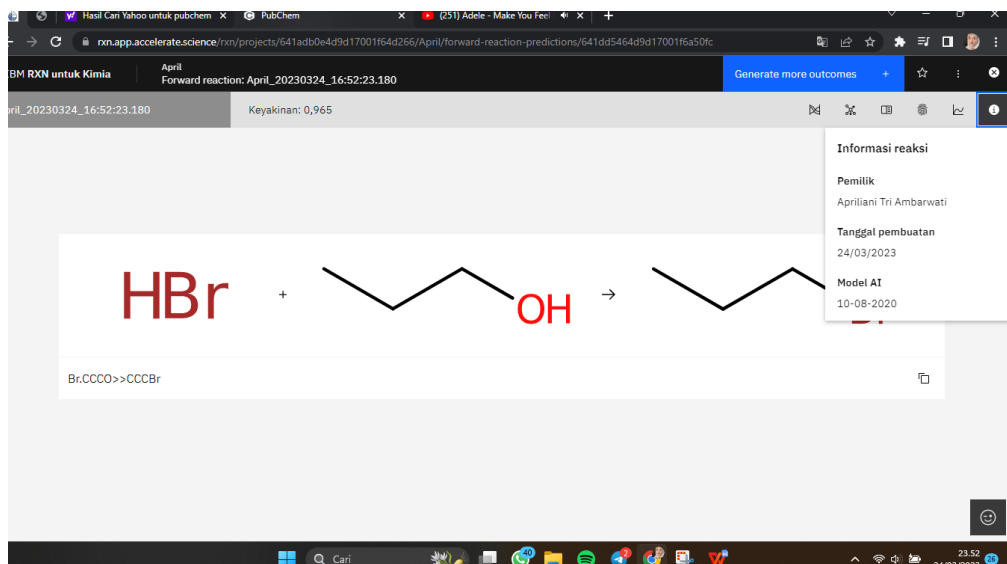 Hasil Cari Yahoo untuk pubchem
PubChem
(251) Adele - Make You Feel
rxn.app.accelerate.science/rxn/projects/641adb0e4d9d17001f64d266/April/forward-reaction-predictions/641dd5464d9d17001f6a50fc
BM RXN untuk Kimia
April
Forward reaction: April_20230324_16:52:23.180
Generate more outcomes +
pril_20230324_16:52:23.180
Keyakinan: 0,965
Informasi reaksi
Pemilik
Apriliani Tri Ambarwati
Tanggal pembuatan
24/03/2023
Model AI
10-08-2020
HBr + OH →
Br.CCCO>>CCCBr
Cari
40
23.52
26